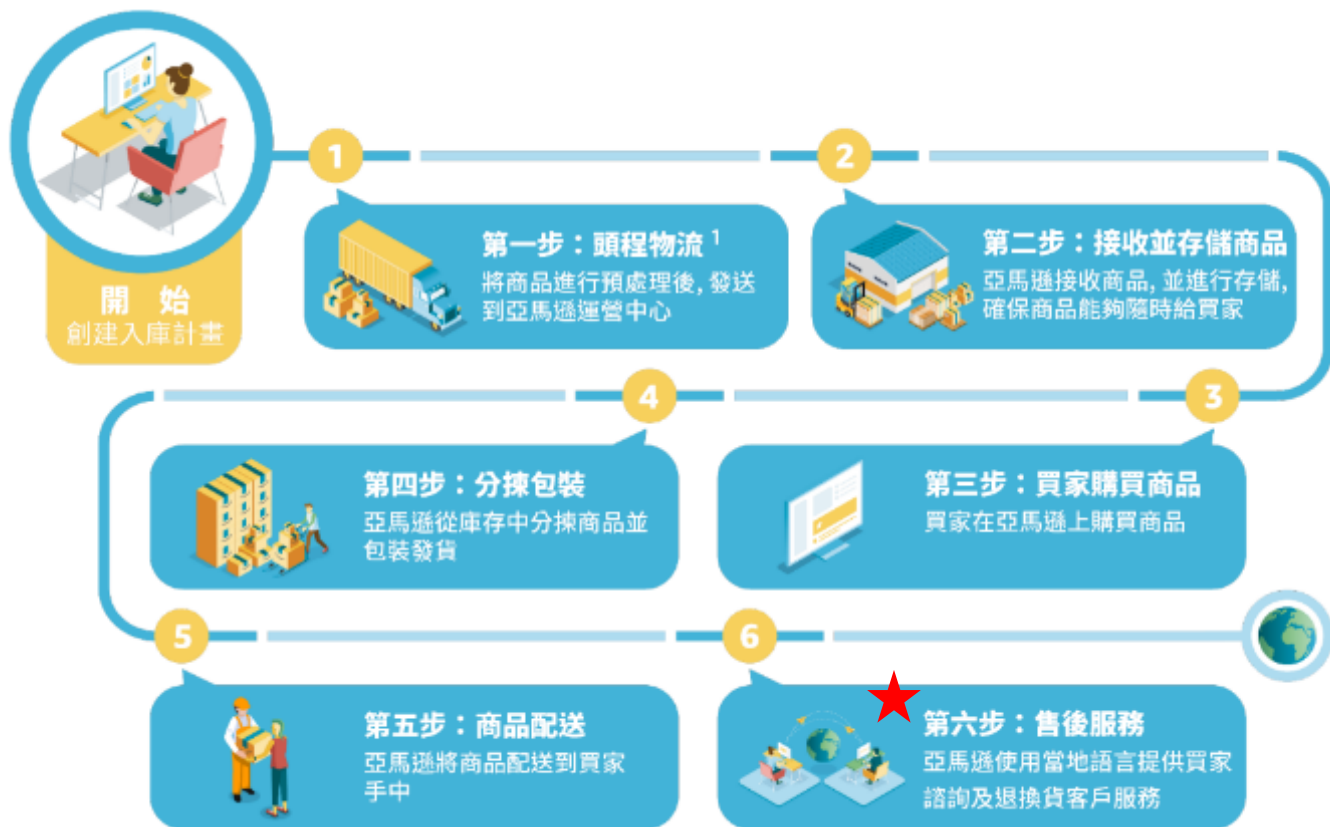 開 始
創建入庫計畫
1
第一步：頭程物流 1
將商品進行預處理後, 發送
到亞馬遜運營中心
2
第二步：接收並存儲商品
亞馬遜接收商品, 並進行存儲,
確保商品能夠隨時給買家
3
第三步：買家購買商品
買家在亞馬遜上購買商品
4
第四步：分揀包裝
亞馬遜從庫存中分揀商品並
包裝發貨
5
第五步：商品配送
亞馬遜將商品配送到買家
手中
6
第六步：售後服務
亞馬遜使用當地語言提供買家
諮詢及退換貨客戶服務